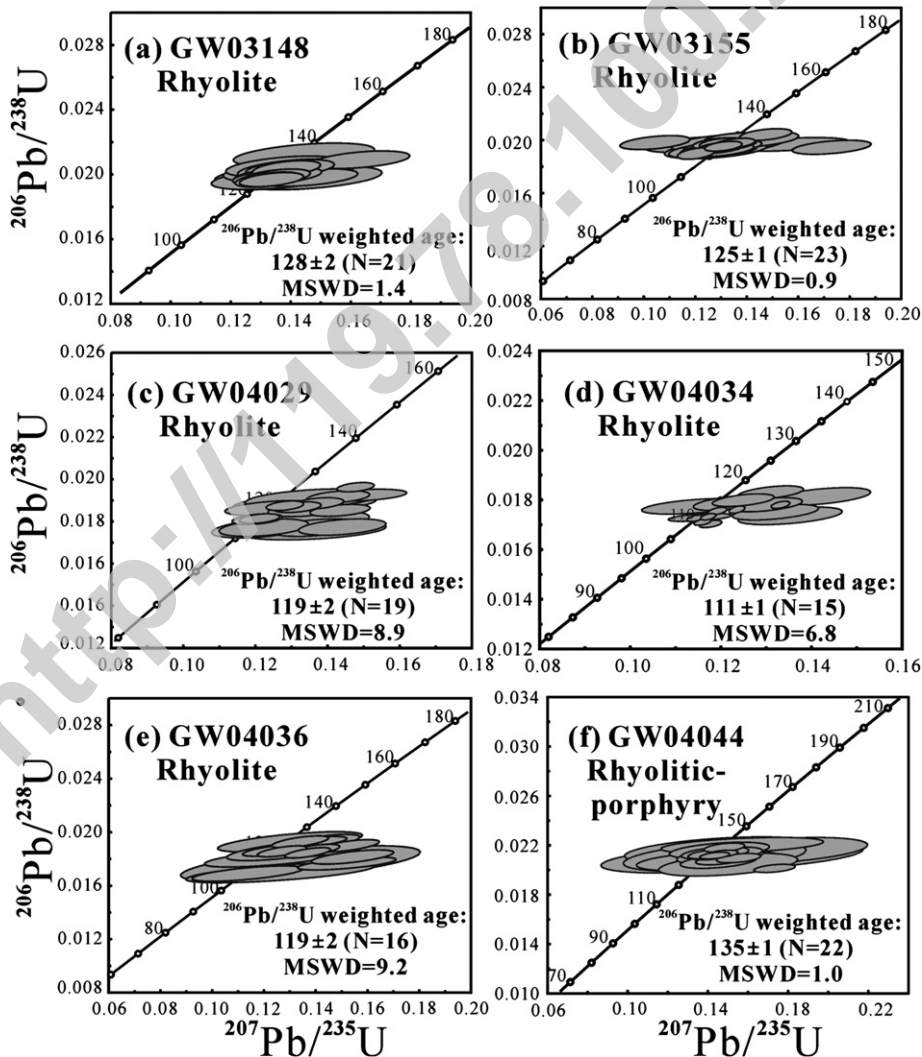 (a) GW03148
Rhyolite
²⁰⁶Pb/²³⁸U
0.028
0.024
0.020
0.016
0.012
180
160
140
120
100
²⁰⁶Pb/²³⁸U weighted age:
128±2 (N=21)
MSWD=1.4
0.08 0.10 0.12 0.14 0.16 0.18 0.20
(b) GW03155
Rhyolite
0.028
0.024
0.020
0.016
0.012
0.008
180
160
140
100
80
²⁰⁶Pb/²³⁸U weighted age:
125±1 (N=23)
MSWD=0.9
0.06 0.08 0.10 0.12 0.14 0.16 0.18 0.20
(c) GW04029
Rhyolite
²⁰⁶Pb/²³⁸U
0.026
0.022
0.020
0.018
0.016
0.016
0.012
160
140
120
100
²⁰⁶Pb/²³⁸U weighted age:
119±2 (N=19)
MSWD=8.9
0.08 0.10 0.12 0.14 0.16 0.18
(d) GW04034
Rhyolite
0.024
0.022
0.020
0.018
0.016
0.014
0.012
150
140
130
120
110
100
90
²⁰⁶Pb/²³⁸U weighted age:
111±1 (N=15)
MSWD=6.8
0.08 0.10 0.12 0.14 0.16
(e) GW04036
Rhyolite
²⁰⁶Pb/²³⁸U
0.028
0.024
0.020
0.016
0.012
0.008
180
160
140
100
80
²⁰⁶Pb/²³⁸U weighted age:
119±2 (N=16)
MSWD=9.2
0.06 0.08 0.10 0.12 0.14 0.16 0.18 0.20
(f) GW04044
Rhyolitic-
porphyry
0.034
0.030
0.026
0.022
0.018
0.014
0.010
210
190
170
150
110
90
70
²⁰⁶Pb/²³⁸U weighted age:
135±1 (N=22)
MSWD=1.0
0.06 0.10 0.14 0.18 0.22
²⁰⁷Pb/²³⁵U
²⁰⁷Pb/²³⁵U
http://119.78.100.